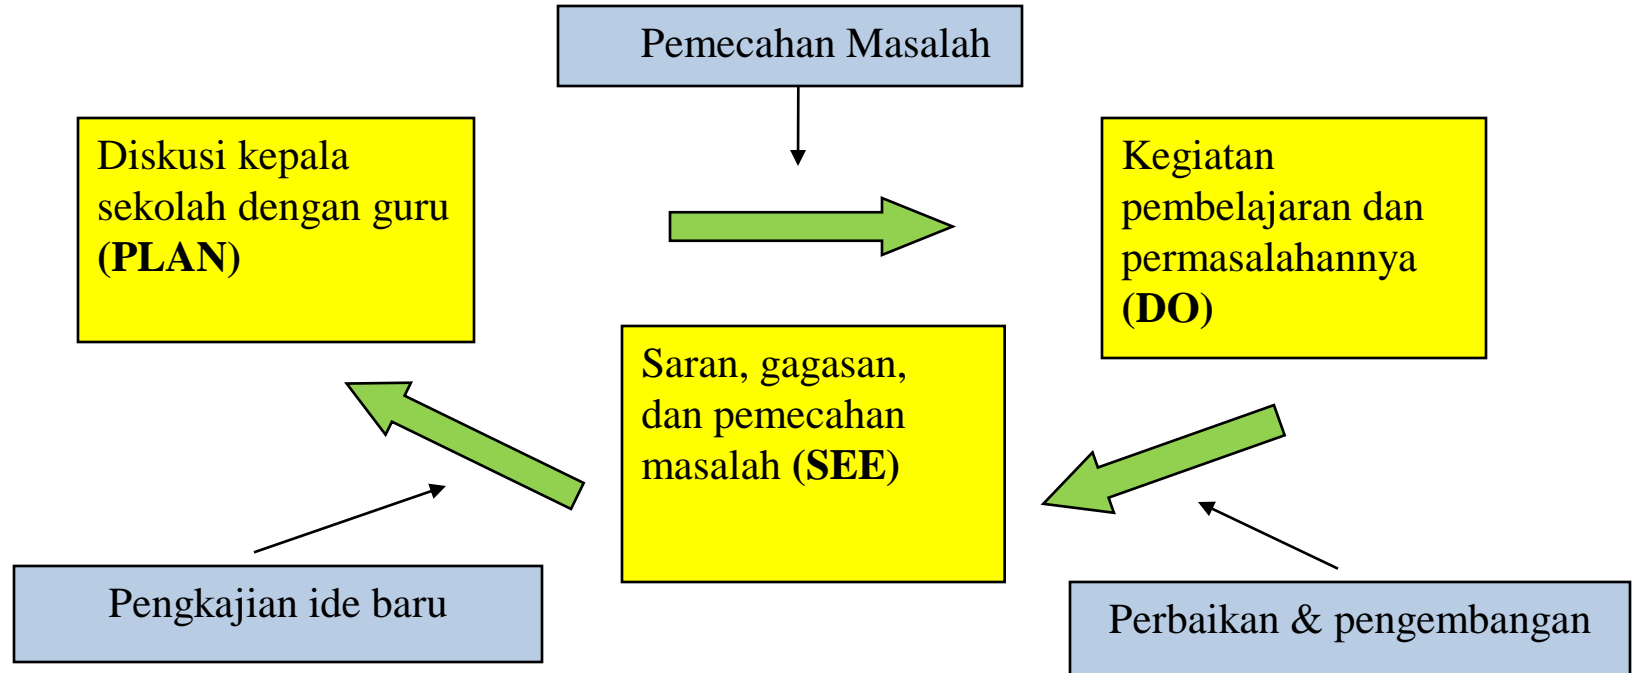 Pemecahan Masalah
Diskusi kepala
sekolah dengan guru
(PLAN)
Kegiatan
pembelajaran dan
permasalahannya
(DO)
Saran, gagasan,
dan pemecahan
masalah (SEE)
Pengkajian ide baru
Perbaikan & pengembangan